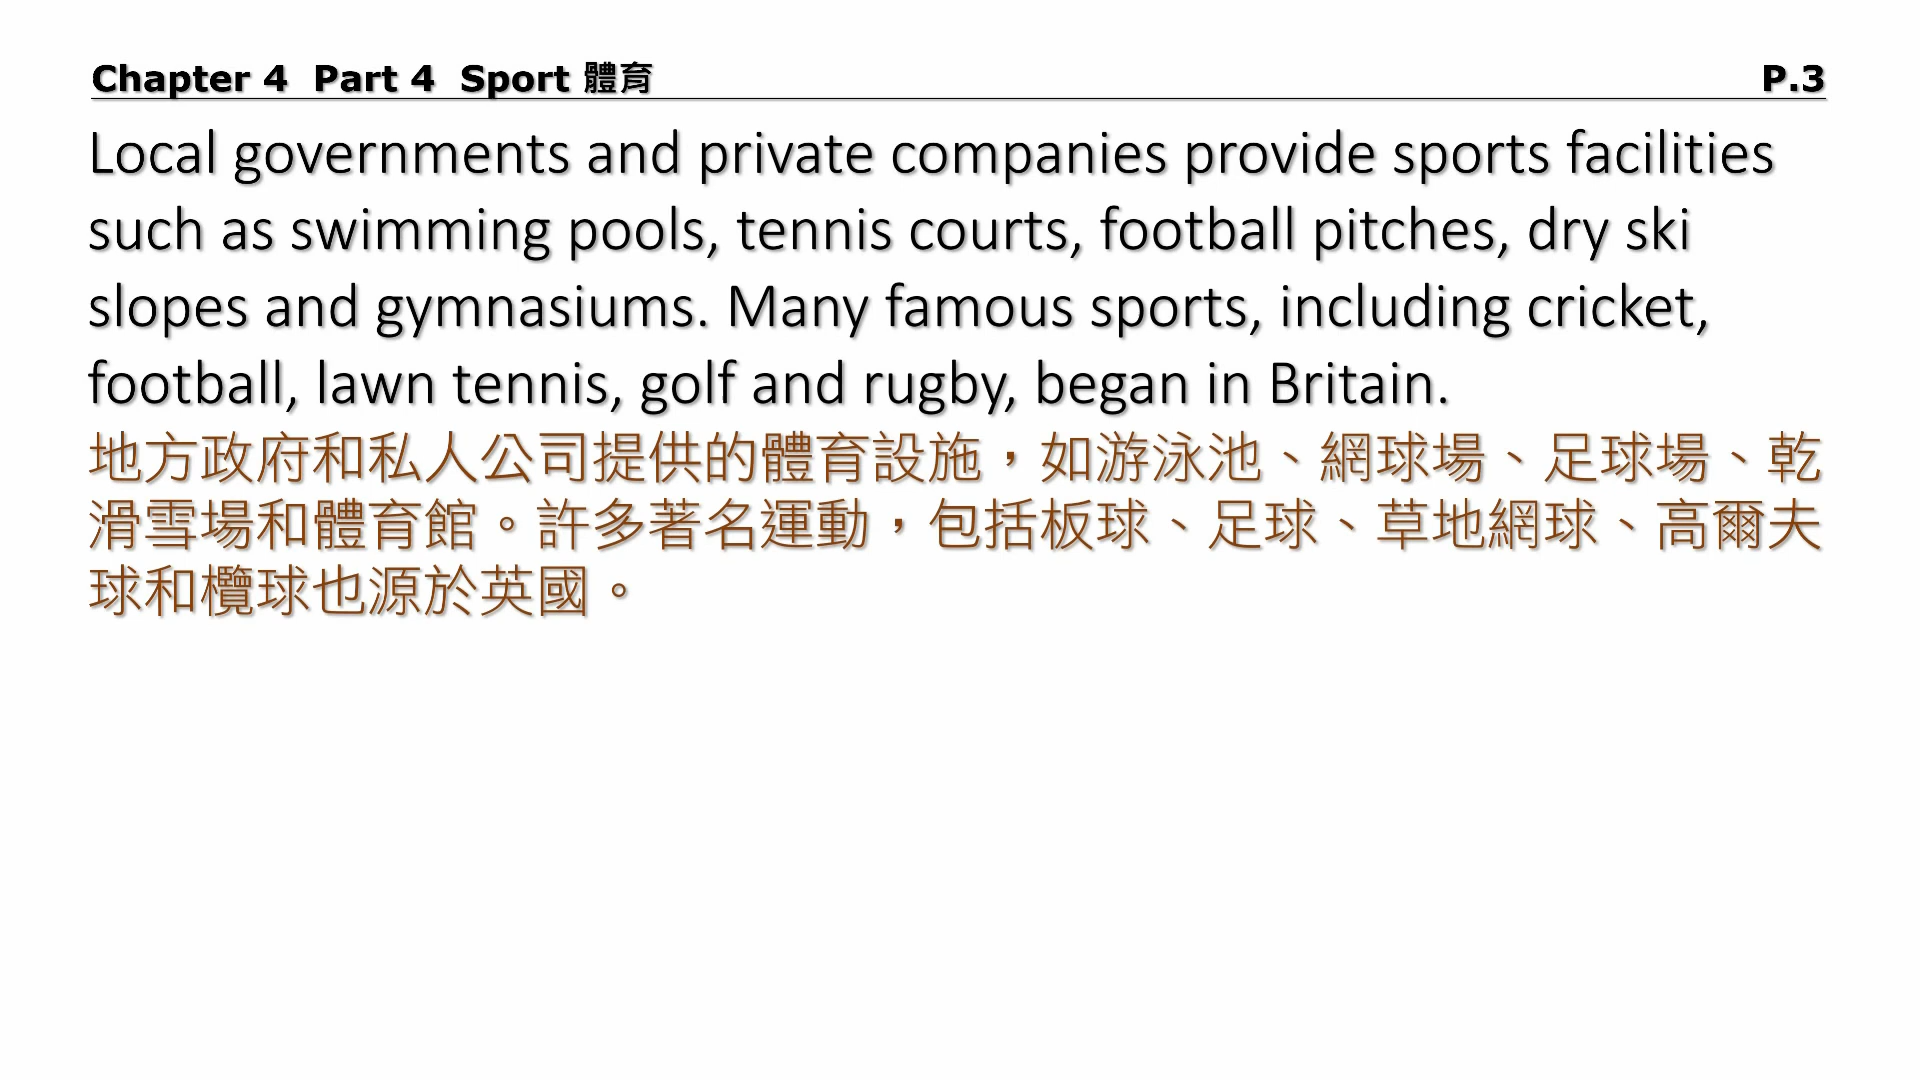 Chapter 4  Part 4  Sport 體育 P.3
Local governments and private companies provide sports facilities
such as swimming pools, tennis courts, football pitches, dry ski
slopes and gymnasiums. Many famous sports, including cricket,
football, lawn tennis, golf and rugby, began in Britain.
地方政府和私人公司提供的體育設施，如游泳池、網球場、足球場、乾
滑雪場和體育館。許多著名運動，包括板球、足球、草地網球、高爾夫
球和欖球也源於英國。